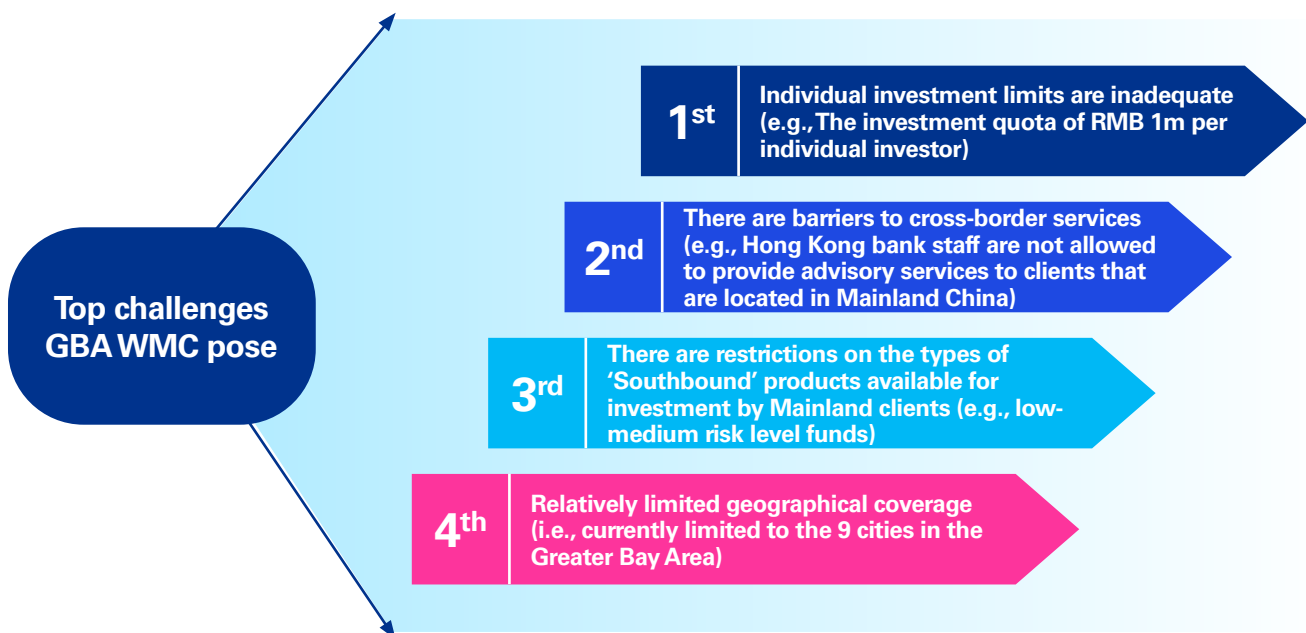 Top challenges
GBA WMC pose
1st
Individual investment limits are inadequate
(e.g., The investment quota of RMB 1m per
individual investor)
2nd
There are barriers to cross-border services
(e.g., Hong Kong bank staff are not allowed
to provide advisory services to clients that
are located in Mainland China)
3rd
There are restrictions on the types of
‘Southbound’ products available for
investment by Mainland clients (e.g., low-
medium risk level funds)
4th
Relatively limited geographical coverage
(i.e., currently limited to the 9 cities in the
Greater Bay Area)